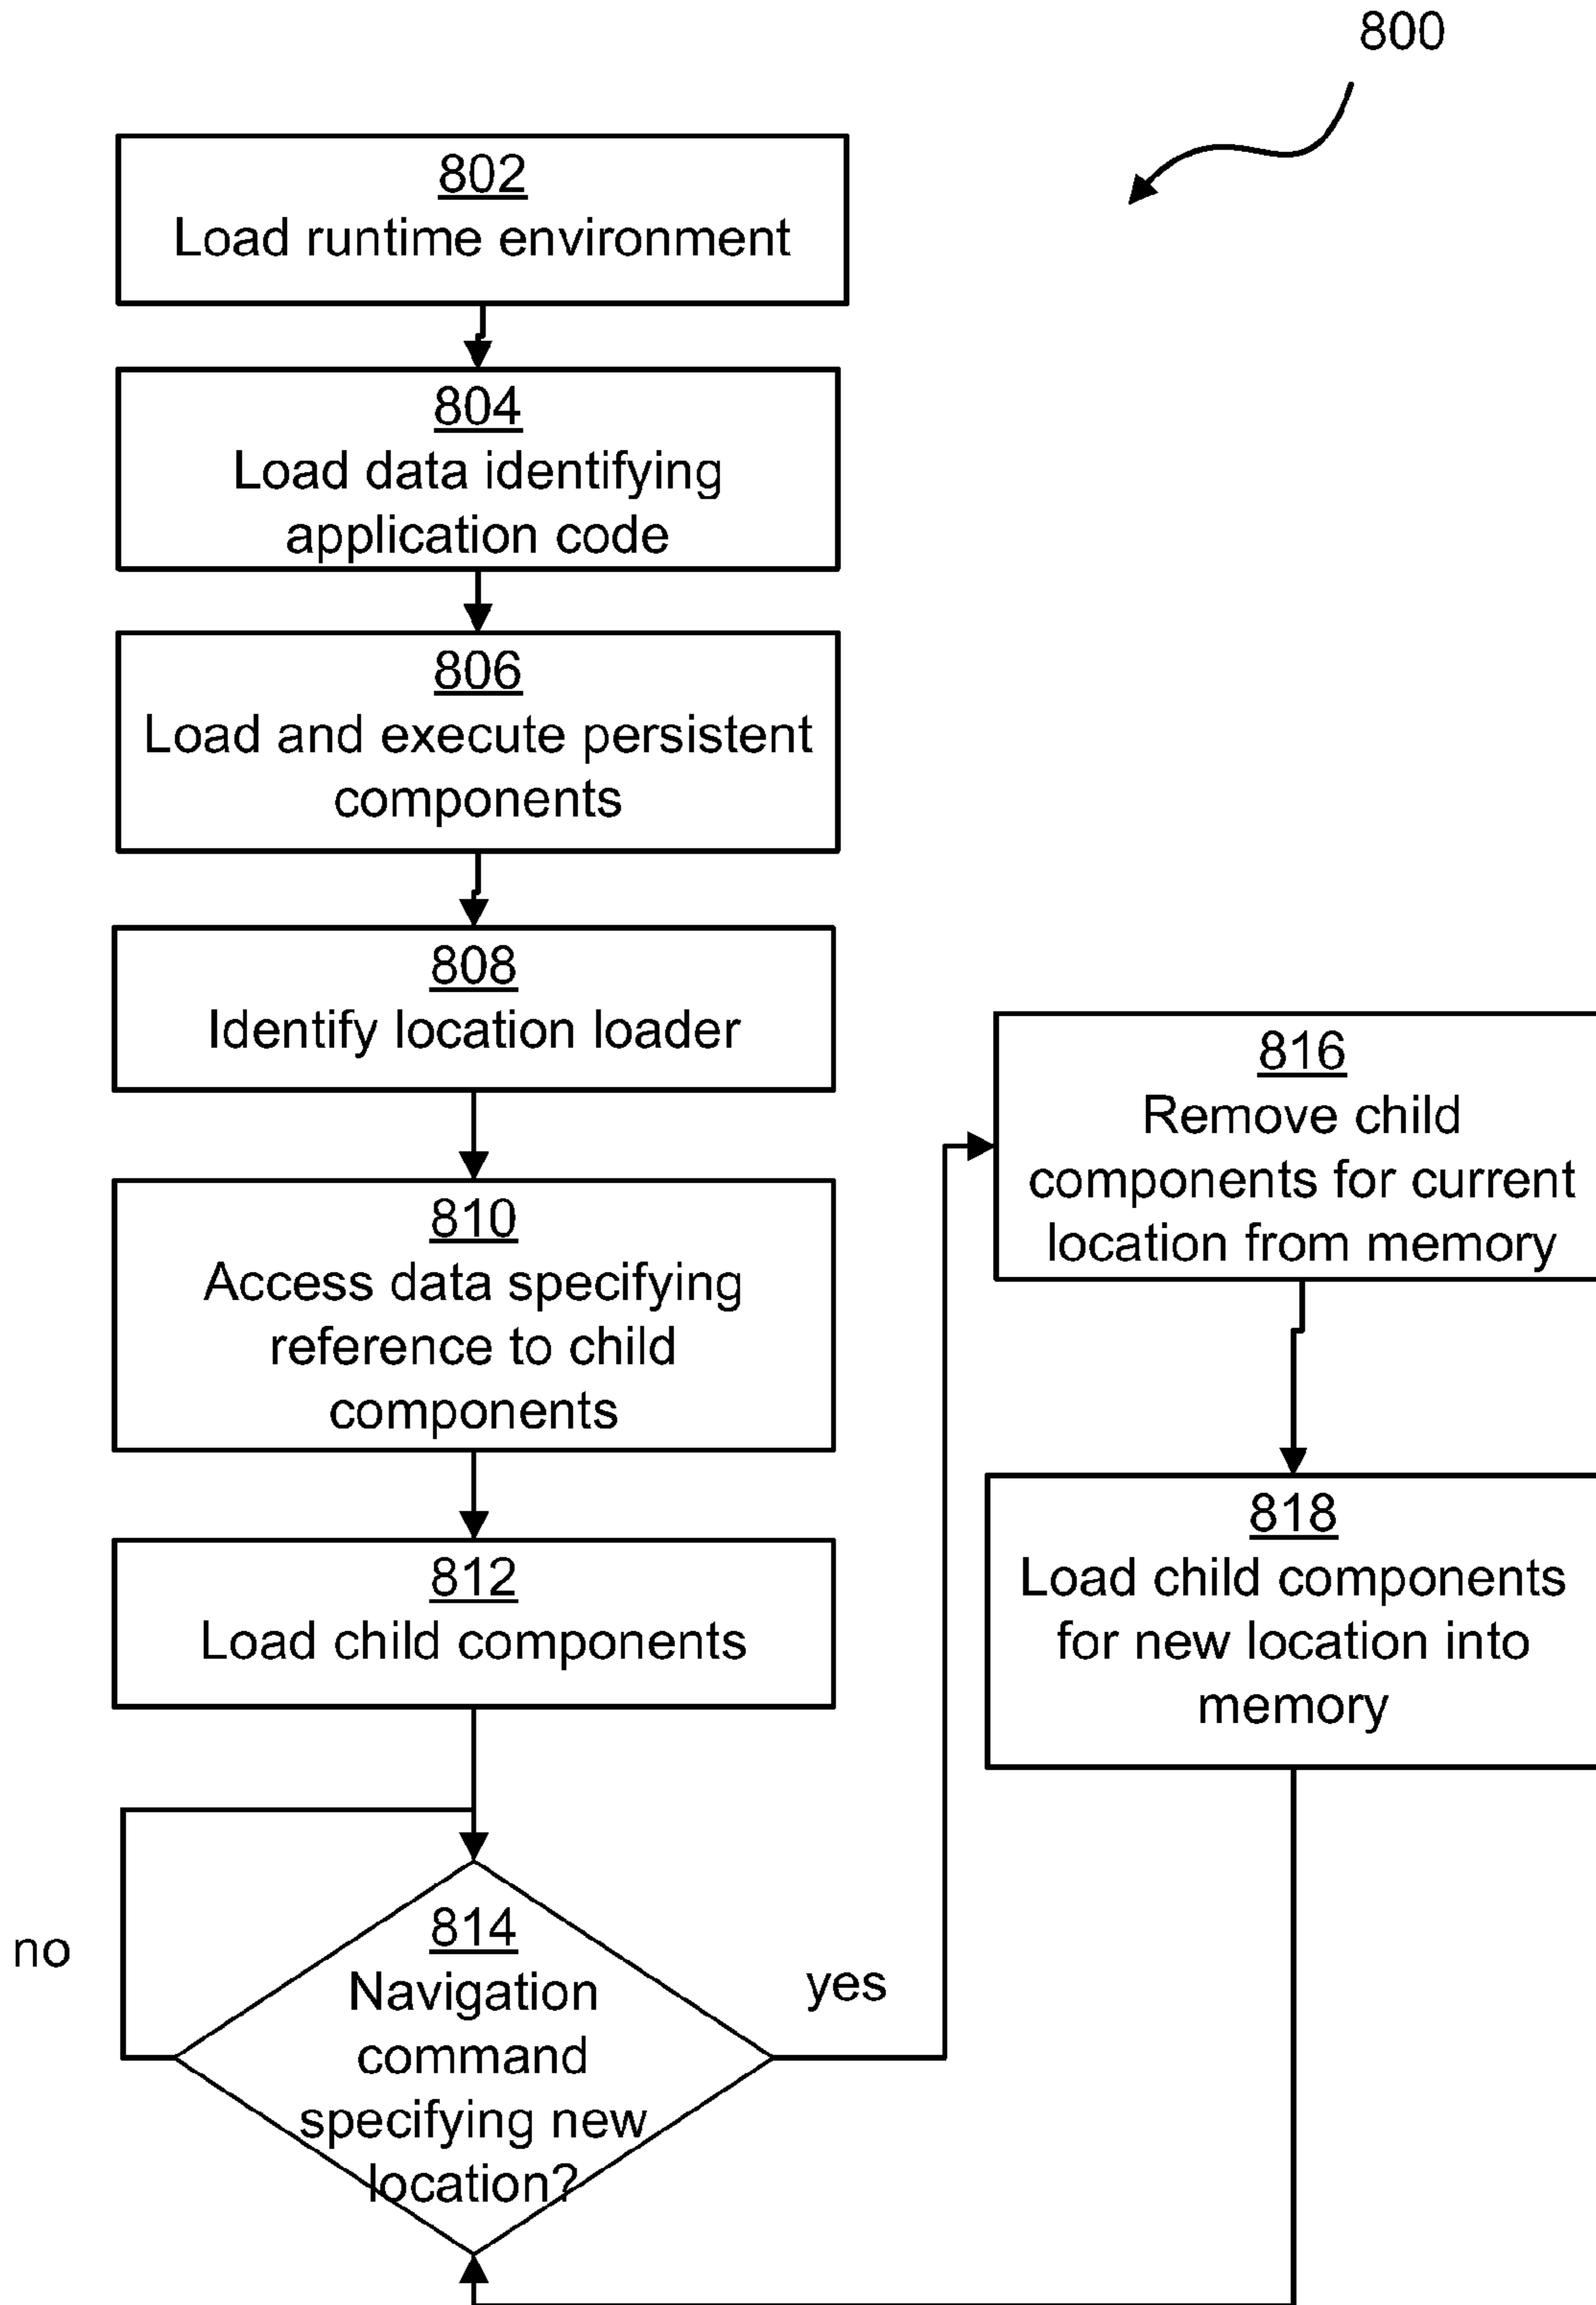 800
802
Load runtime environment
804
Load data identifying
application code
806
Load and execute persistent
components
808
Identify location loader
810
Access data specifying
reference to child
components
812
Load child components
814
Navigation
command
specifying new
location?
no
yes
816
Remove child
components for current
location from memory
818
Load child components
for new location into
memory